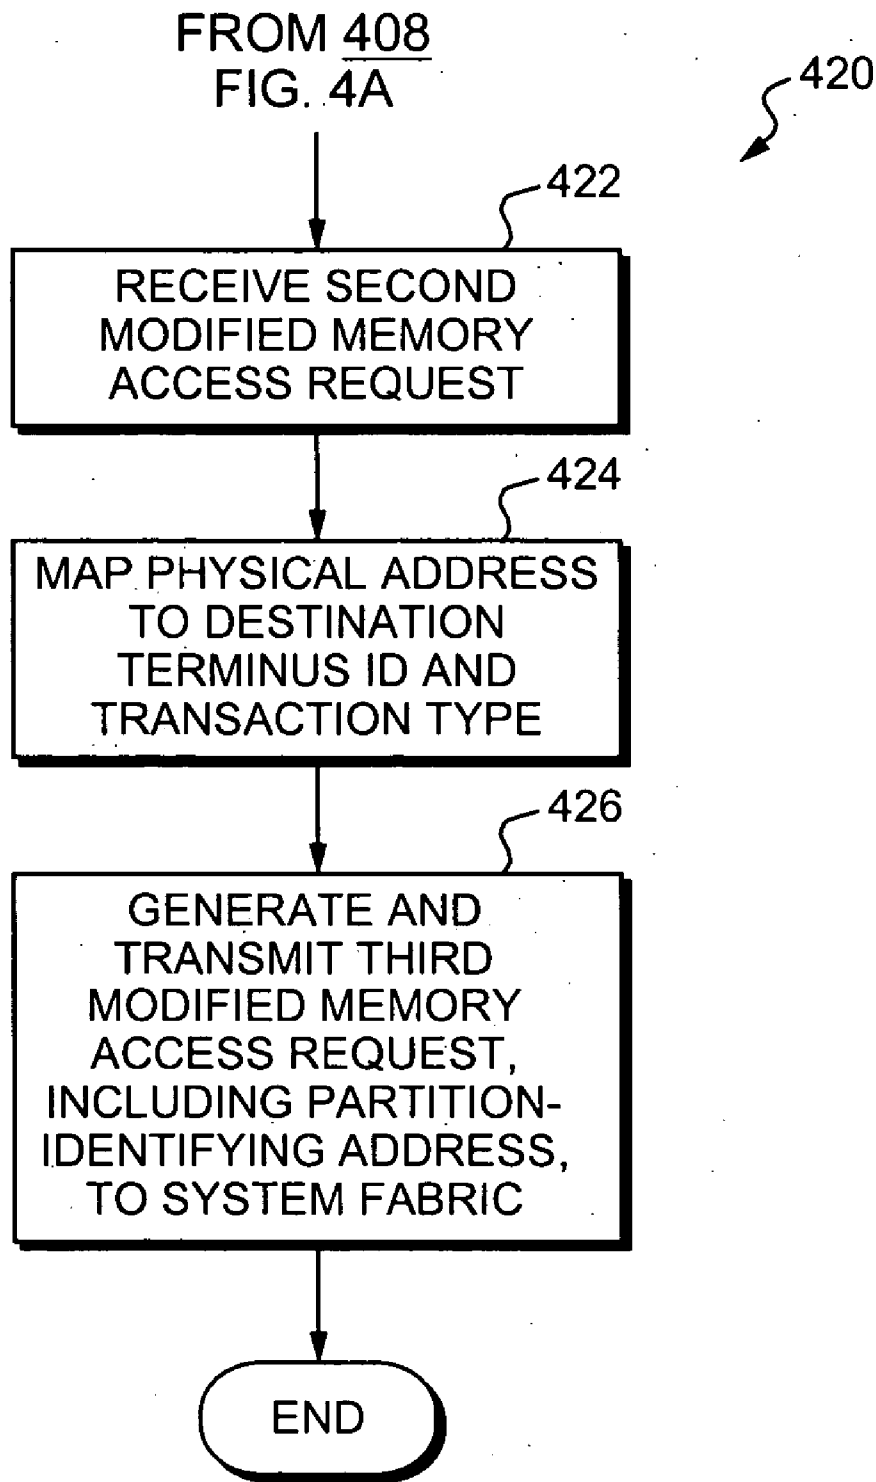 FROM 408
FIG. 4A
420
422
RECEIVE SECOND
MODIFIED MEMORY
ACCESS REQUEST
424
MAP PHYSICAL ADDRESS
TO DESTINATION
TERMINUS ID AND
TRANSACTION TYPE
426
GENERATE AND
TRANSMIT THIRD
MODIFIED MEMORY
ACCESS REQUEST,
INCLUDING PARTITION-
IDENTIFYING ADDRESS,
TO SYSTEM FABRIC
END